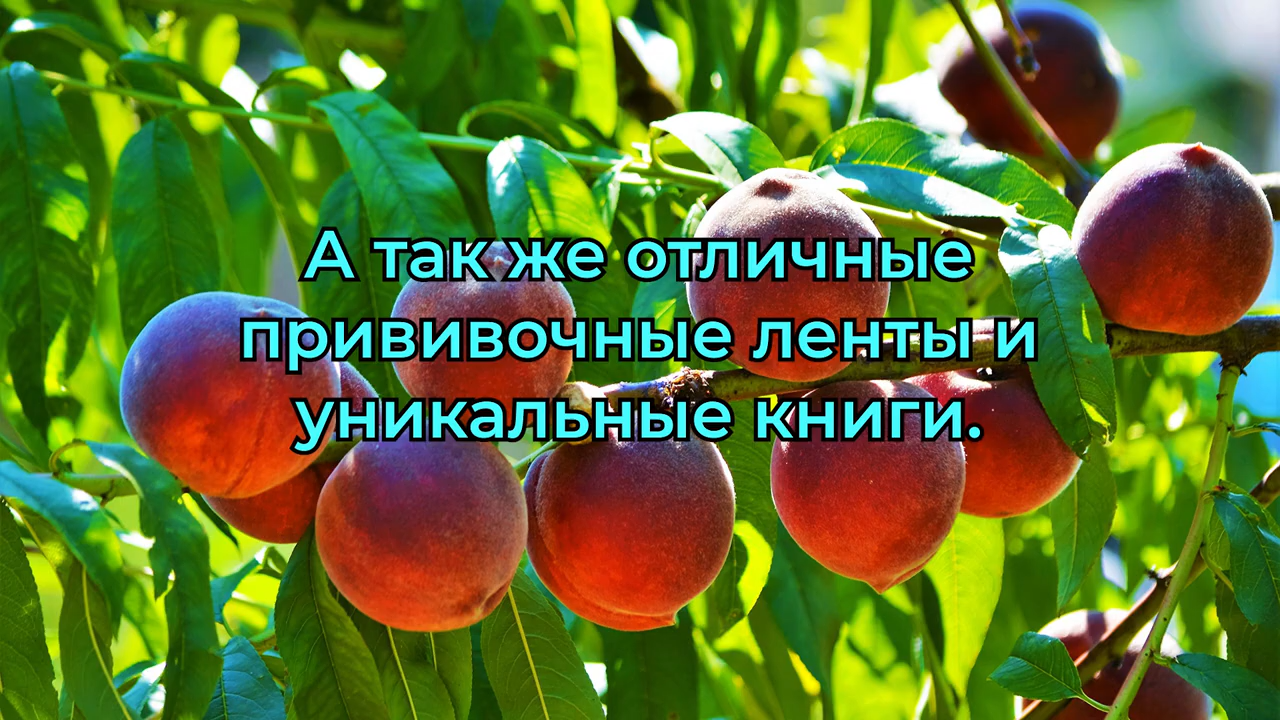 А так же отличные
прививочные ленты и
уникальные книги.